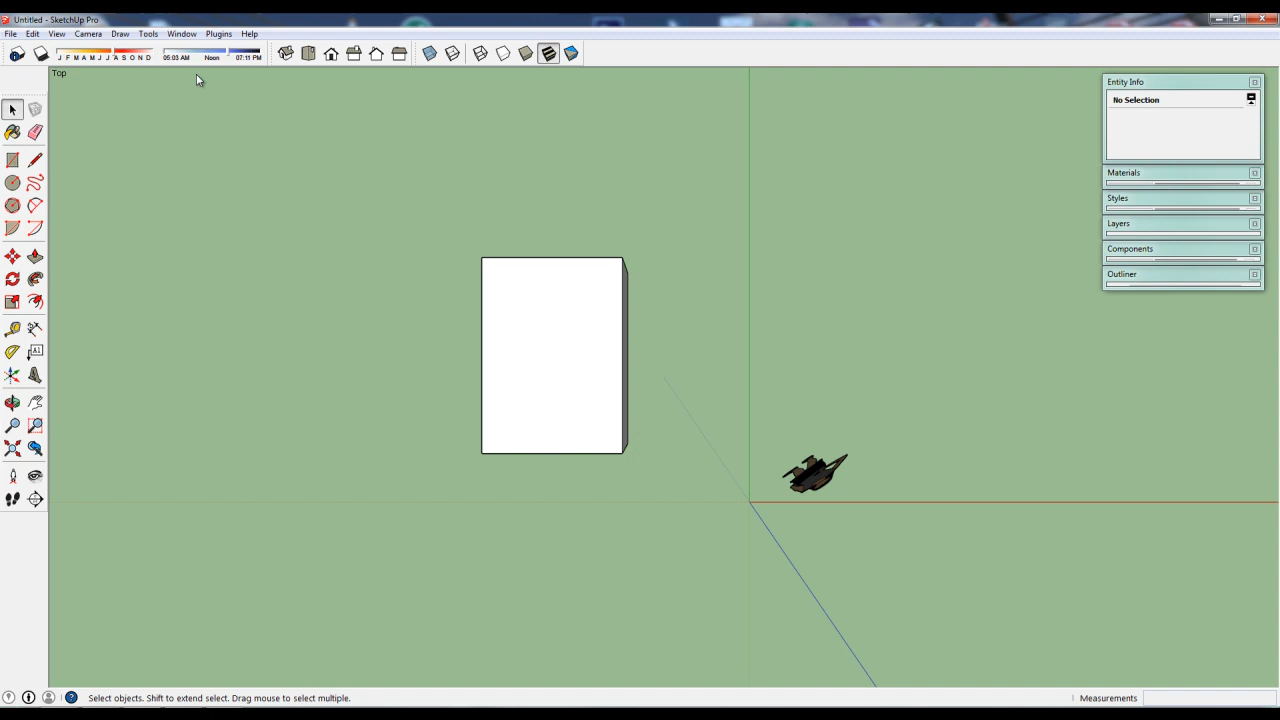 Untitled - SketchUp Pro
File Edit View Camera Draw Tools Window Plugins Help
J F M A M J J A S O N D 05:03 AM Noon 07:11 PM
Top
Entity Info
No Selection
Materials
Styles
Layers
Components
Outliner
A1
Select objects. Shift to extend select. Drag mouse to select multiple.
Measurements